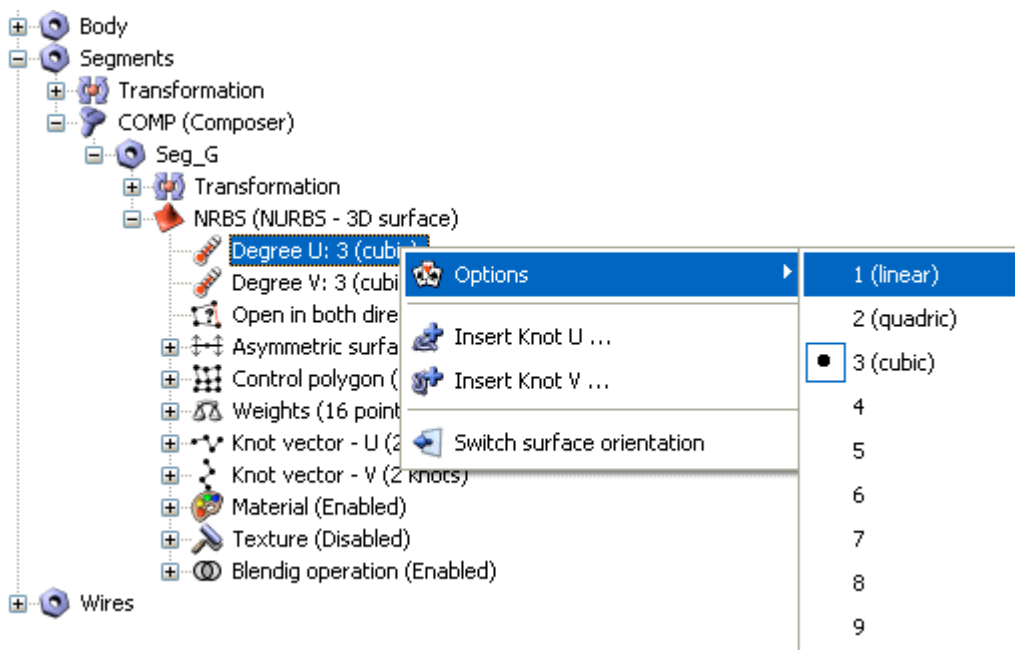 Body
Segments
Transformation
COMP (Composer)
Seg_G
Transformation
NRBS (NURBS - 3D surface)
Degree U: 3 (cubic)
Degree V: 3 (cubi
Open in both dire
Asymmetric surfa
Control polygon (
Weights (16 point
Knot vector - U (2
Knot vector - V (2 knots)
Material (Enabled)
Texture (Disabled)
Blendig operation (Enabled)
Wires
Options
Insert Knot U ...
Insert Knot V ...
Switch surface orientation
1 (linear)
2 (quadric)
3 (cubic)
4
5
6
7
8
9